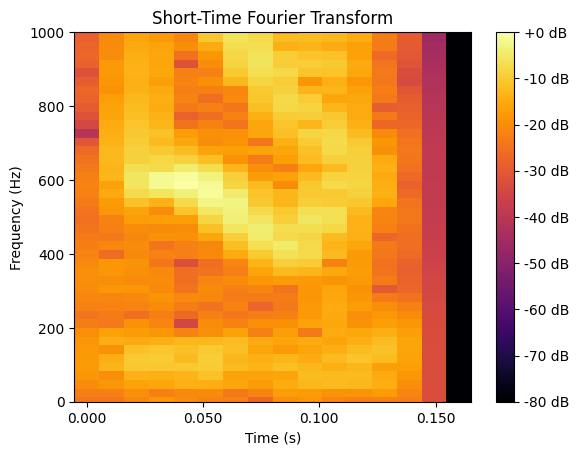 Short-Time Fourier Transform
1000
800
600
400
200
0
Frequency (Hz)
0.000
0.050
0.100
0.150
Time (s)
+0 dB
-10 dB
-20 dB
-30 dB
-40 dB
-50 dB
-60 dB
-70 dB
-80 dB